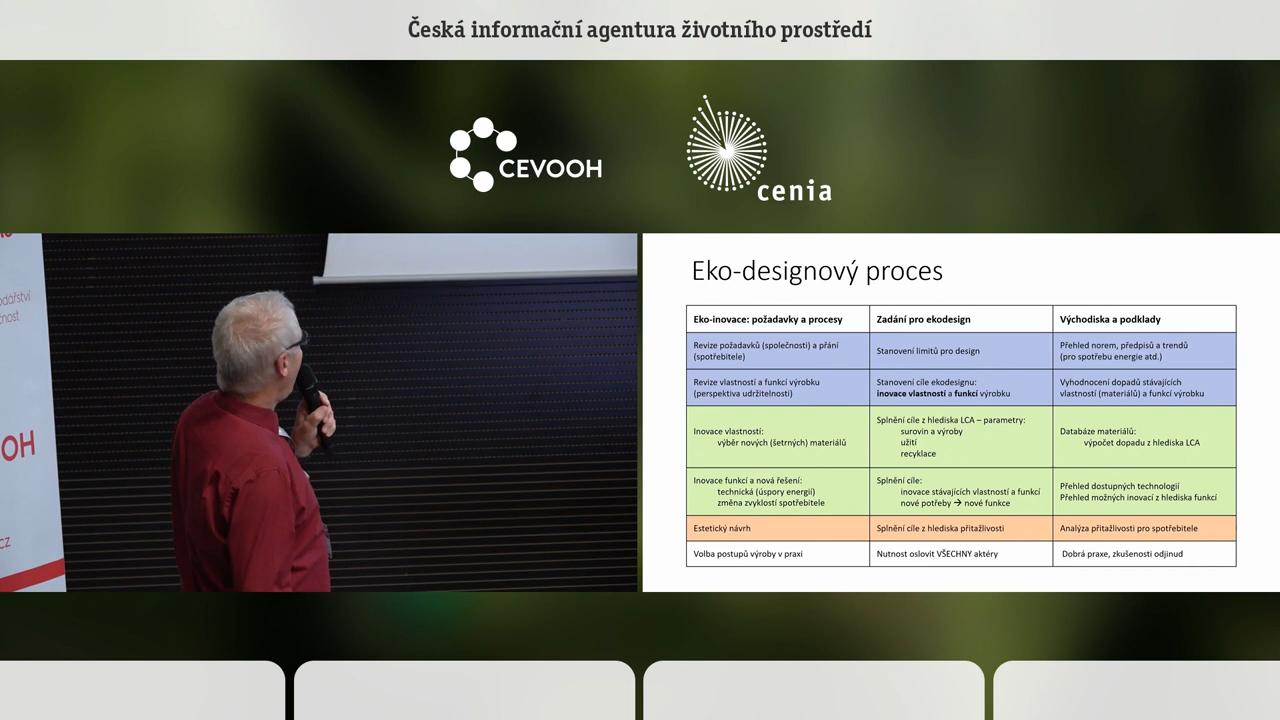 Česká informační agentura životního prostředí
CEVOOH
cenia
OH
Eko-designový proces
Eko-inovace: požadavky a procesy
Zadání pro ekodesign
Východiska a podklady
Revize požadavků (společnosti) a přání
(spotřebitele)
Stanovení limitů pro design
Přehled norem, předpisů a trendů
(pro spotřebu energie atd.)
Revize vlastností a funkcí výrobku
(perspektiva udržitelnosti)
Stanovení cíle ekodesignu:
inovace vlastností a funkcí výrobku
Vyhodnocení dopadů stávajících
vlastností (materiálů) a funkcí výrobku
Inovace vlastností:
výběr nových (šetrných) materiálů
Splnění cíle z hlediska LCA – parametry:
surovin a výroby
užití
recyklace
Databáze materiálů:
výpočet dopadu z hlediska LCA
Inovace funkcí a nová řešení:
technická (úspory energií)
změna zvyklostí spotřebitele
Splnění cíle:
inovace stávajících vlastností a funkcí
nové potřeby → nové funkce
Přehled dostupných technologií
Přehled možných inovací z hlediska funkcí
Estetický návrh
Splnění cíle z hlediska přitažlivosti
Analýza přitažlivosti pro spotřebitele
Volba postupů výroby v praxi
Nutnost oslovit VŠECHNY aktéry
Dobrá praxe, zkušenosti odjinud